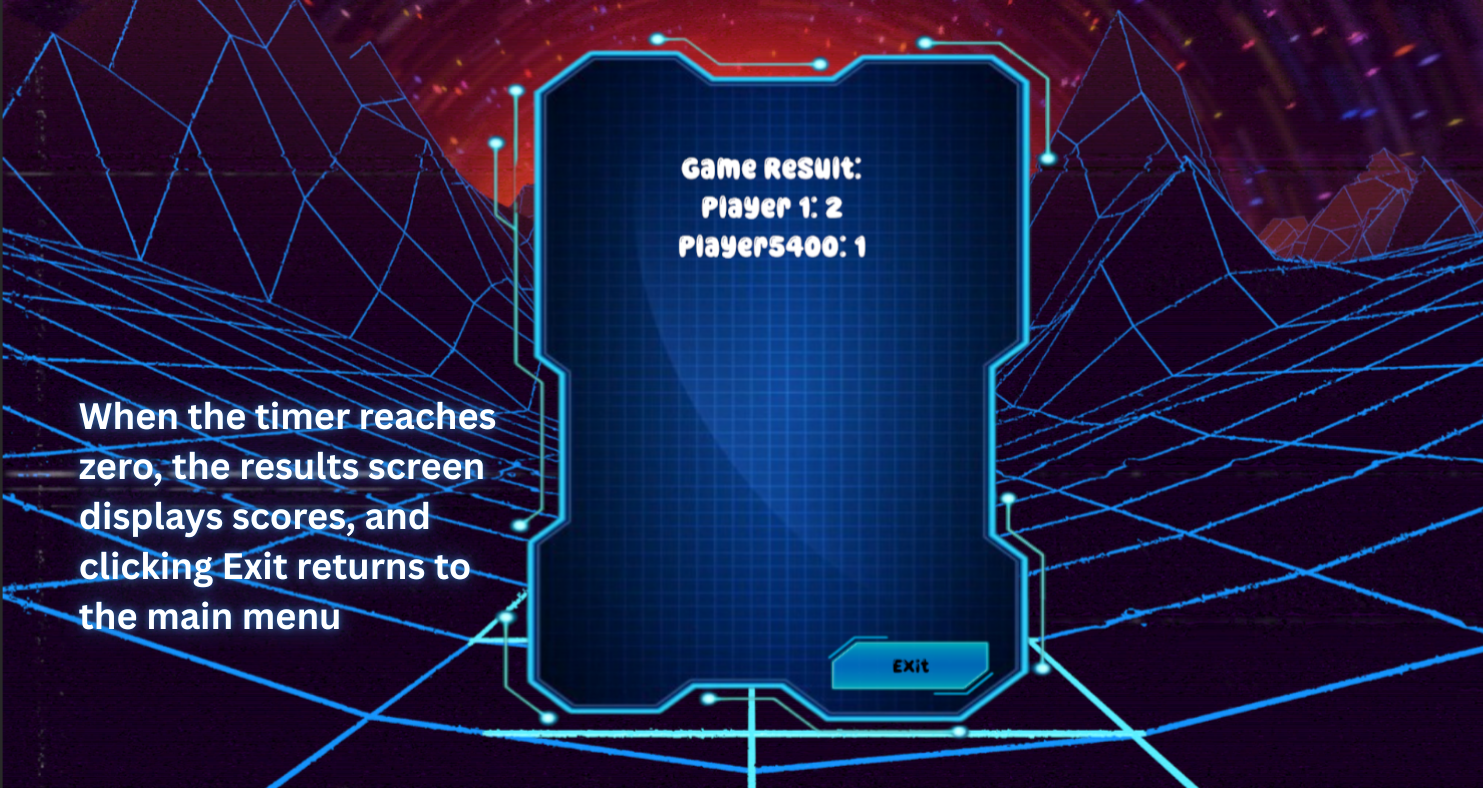 Game Result:
Player 1: 2
Player5400: 1
When the timer reaches
zero, the results screen
displays scores, and
clicking Exit returns to
the main menu
Exit